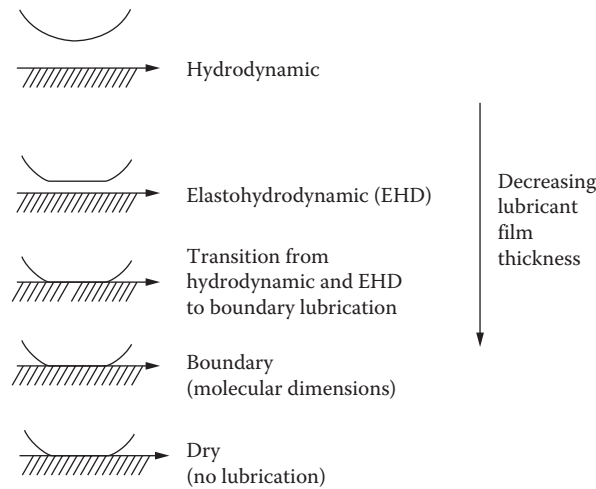 Hydrodynamic
Elastohydrodynamic (EHD)
Transition from
hydrodynamic and EHD
to boundary lubrication
Boundary
(molecular dimensions)
Dry
(no lubrication)
Decreasing
lubricant
film
thickness